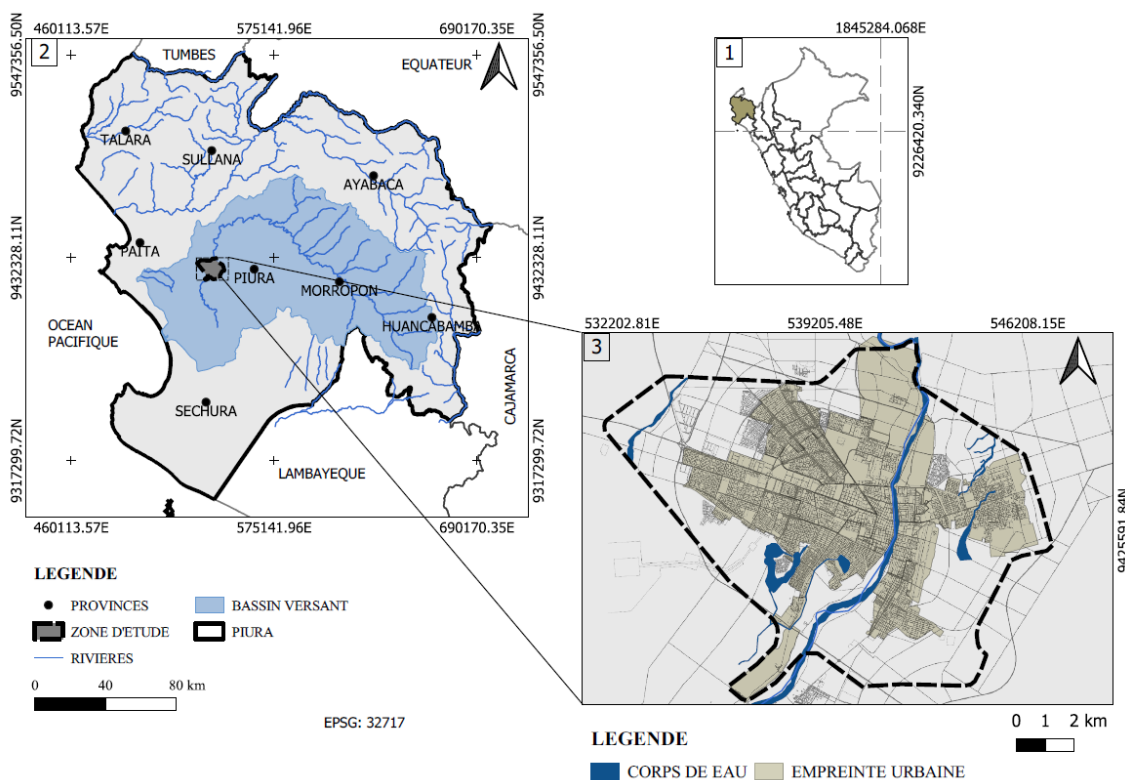 460113.57E 575141.96E 690170.35E
2
TUMBES
EQUATEUR
9547356.50N 9547356.50N
TALARA
SULLANA
AYABACA
9432328.11N 9432328.11N
PAITA
PIURA
MORROPON
HUANCABAMBA
OCEAN
PACIFIQUE
CAJAMARCA
SECHURA
LAMBAYEQUE
9317299.72N 9317299.72N
460113.57E 575141.96E 690170.35E
LEGENDE
PROVINCES BASSIN VERSANT
ZONE D'ETUDE PIURA
RIVIERES
0 40 80 km
EPSG: 32717
1845284.068E
1
9226420.340N
532202.81E 539205.48E 546208.15E
3
9425591.84N
0 1 2 km
LEGENDE
CORPS DE EAU EMPREINTE URBAINE